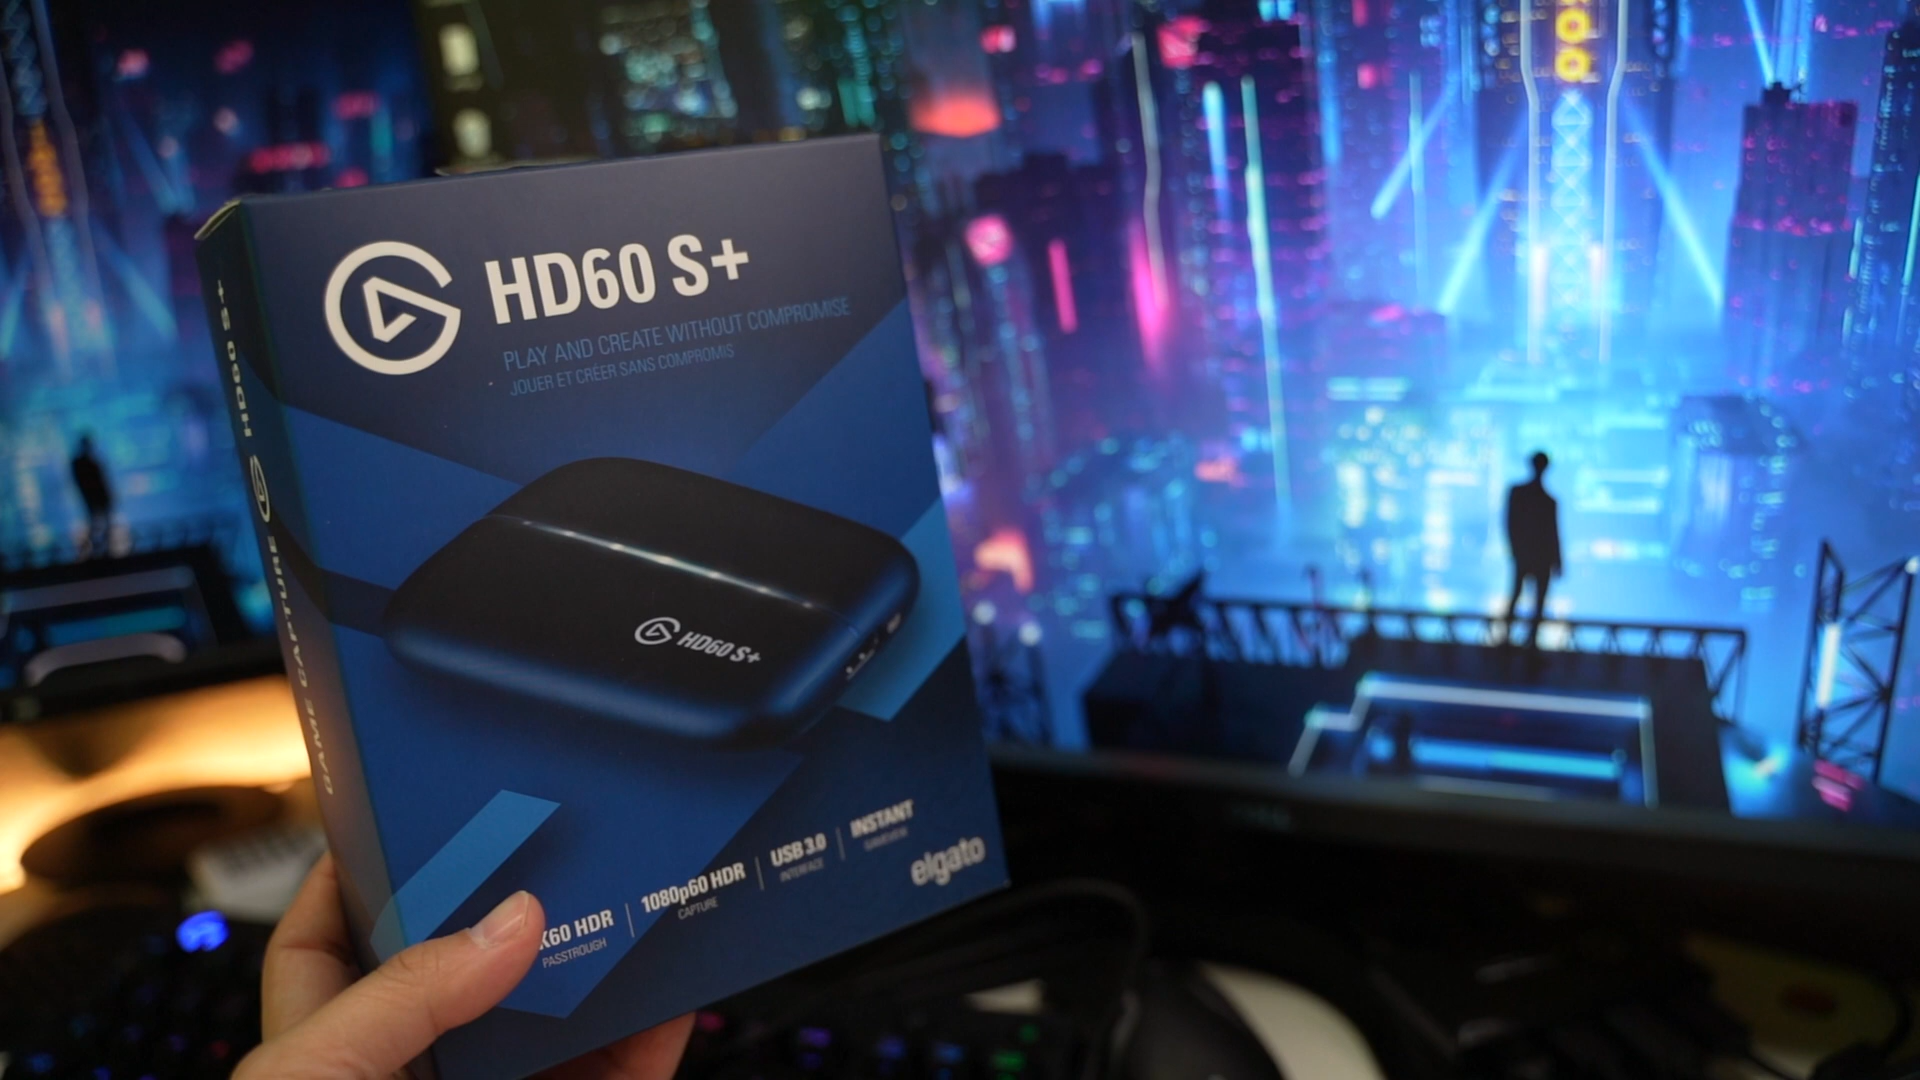 HD60 S+
PLAY AND CREATE WITHOUT COMPROMISE
JOUER ET CRÉER SANS COMPROMIS
HD60 S+
GAME CAPTURE
HD60 S+
K60 HDR
PASSTROUGH
1080p60 HDR
CAPTURE
USB 3.0
INTERFACE
INSTANT
GAMEVIEW
elgato